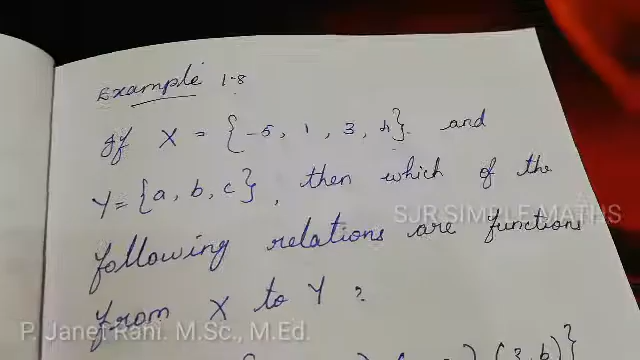 Example 1.8
If X = {-5, 1, 3, 4} and
Y = {a, b, c}, then which of the
SJR SIMPLE MATHS
following relations are functions
from X to Y ?
P. Janet Rani. M.Sc., M.Ed.
(3, b)}